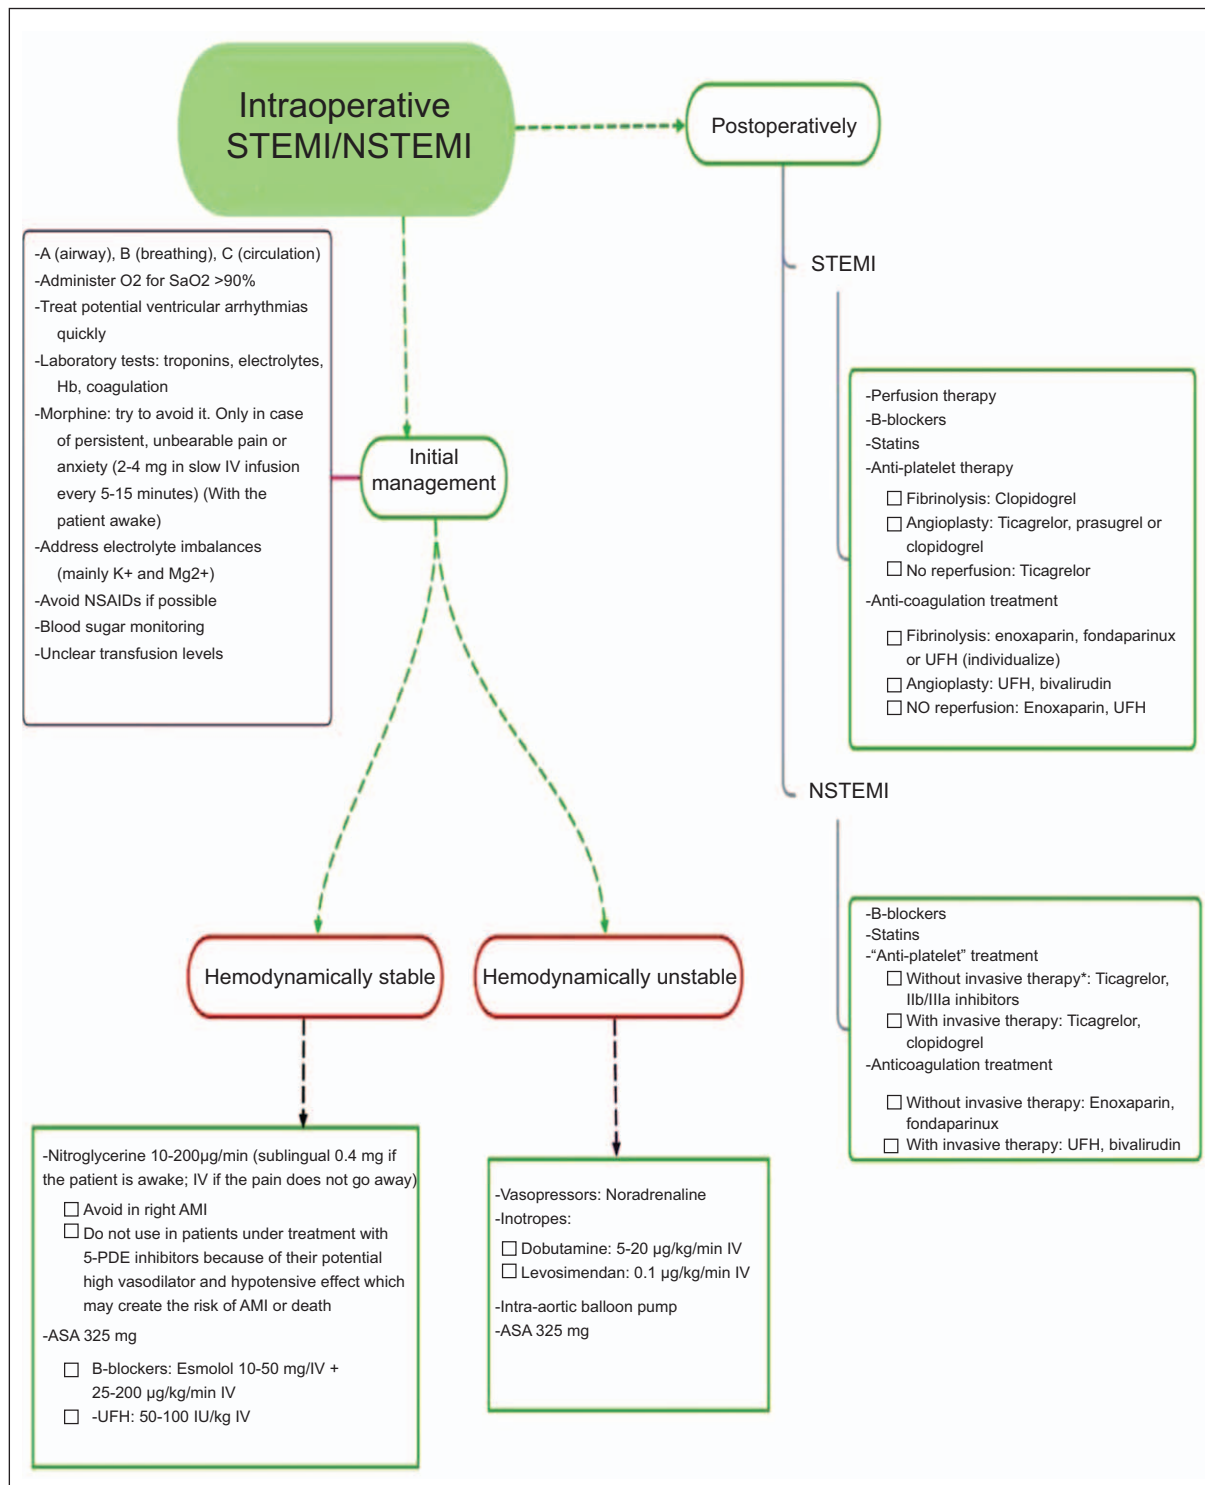 Intraoperative
STEMI/NSTEMI
Postoperatively
-A (airway), B (breathing), C (circulation)
-Administer O2 for SaO2 >90%
-Treat potential ventricular arrhythmias
quickly
-Laboratory tests: troponins, electrolytes,
Hb, coagulation
-Morphine: try to avoid it. Only in case
of persistent, unbearable pain or
anxiety (2-4 mg in slow IV infusion
every 5-15 minutes) (With the
patient awake)
-Address electrolyte imbalances
(mainly K+ and Mg2+)
-Avoid NSAIDs if possible
-Blood sugar monitoring
-Unclear transfusion levels
Initial
management
STEMI
-Perfusion therapy
-B-blockers
-Statins
-Anti-platelet therapy
☐ Fibrinolysis: Clopidogrel
☐ Angioplasty: Ticagrelor, prasugrel or
clopidogrel
☐ No reperfusion: Ticagrelor
-Anti-coagulation treatment
☐ Fibrinolysis: enoxaparin, fondaparinux
or UFH (individualize)
☐ Angioplasty: UFH, bivalirudin
☐ NO reperfusion: Enoxaparin, UFH
NSTEMI
-B-blockers
-Statins
-“Anti-platelet” treatment
☐ Without invasive therapy*: Ticagrelor,
IIb/IIIa inhibitors
☐ With invasive therapy: Ticagrelor,
clopidogrel
-Anticoagulation treatment
☐ Without invasive therapy: Enoxaparin,
fondaparinux
☐ With invasive therapy: UFH, bivalirudin
Hemodynamically stable
Hemodynamically unstable
-Nitroglycerine 10-200µg/min (sublingual 0.4 mg if
the patient is awake; IV if the pain does not go away)
☐ Avoid in right AMI
☐ Do not use in patients under treatment with
5-PDE inhibitors because of their potential
high vasodilator and hypotensive effect which
may create the risk of AMI or death
-ASA 325 mg
☐ B-blockers: Esmolol 10-50 mg/IV +
25-200 µg/kg/min IV
☐ -UFH: 50-100 IU/kg IV
-Vasopressors: Noradrenaline
-Inotropes:
☐ Dobutamine: 5-20 µg/kg/min IV
☐ Levosimendan: 0.1 µg/kg/min IV
-Intra-aortic balloon pump
-ASA 325 mg